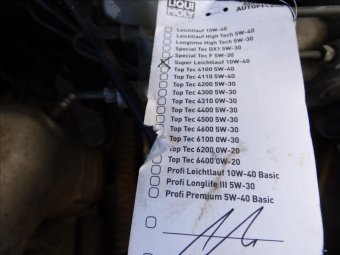 LIQUI
MOLY
AUTOPFLEGE
Leichtlauf 10W-40
Leichtlauf High Tech 5W-40
Longtime High Tech 5W-30
Special Tec DX1 5W-30
Special Tec F 5W-30
Super Leichtlauf 10W-40
Top Tec 4100 5W-40
Top Tec 4110 5W-40
Top Tec 4200 5W-30
Top Tec 4300 5W-30
Top Tec 4310 0W-30
Top Tec 4400 5W-30
Top Tec 4500 5W-30
Top Tec 4600 5W-30
Top Tec 6100 0W-30
Top Tec 6200 0W-20
Top Tec 6400 0W-20
Profi Leichtlauf 10W-40 Basic
Profi Longlife III 5W-30
Profi Premium 5W-40 Basic